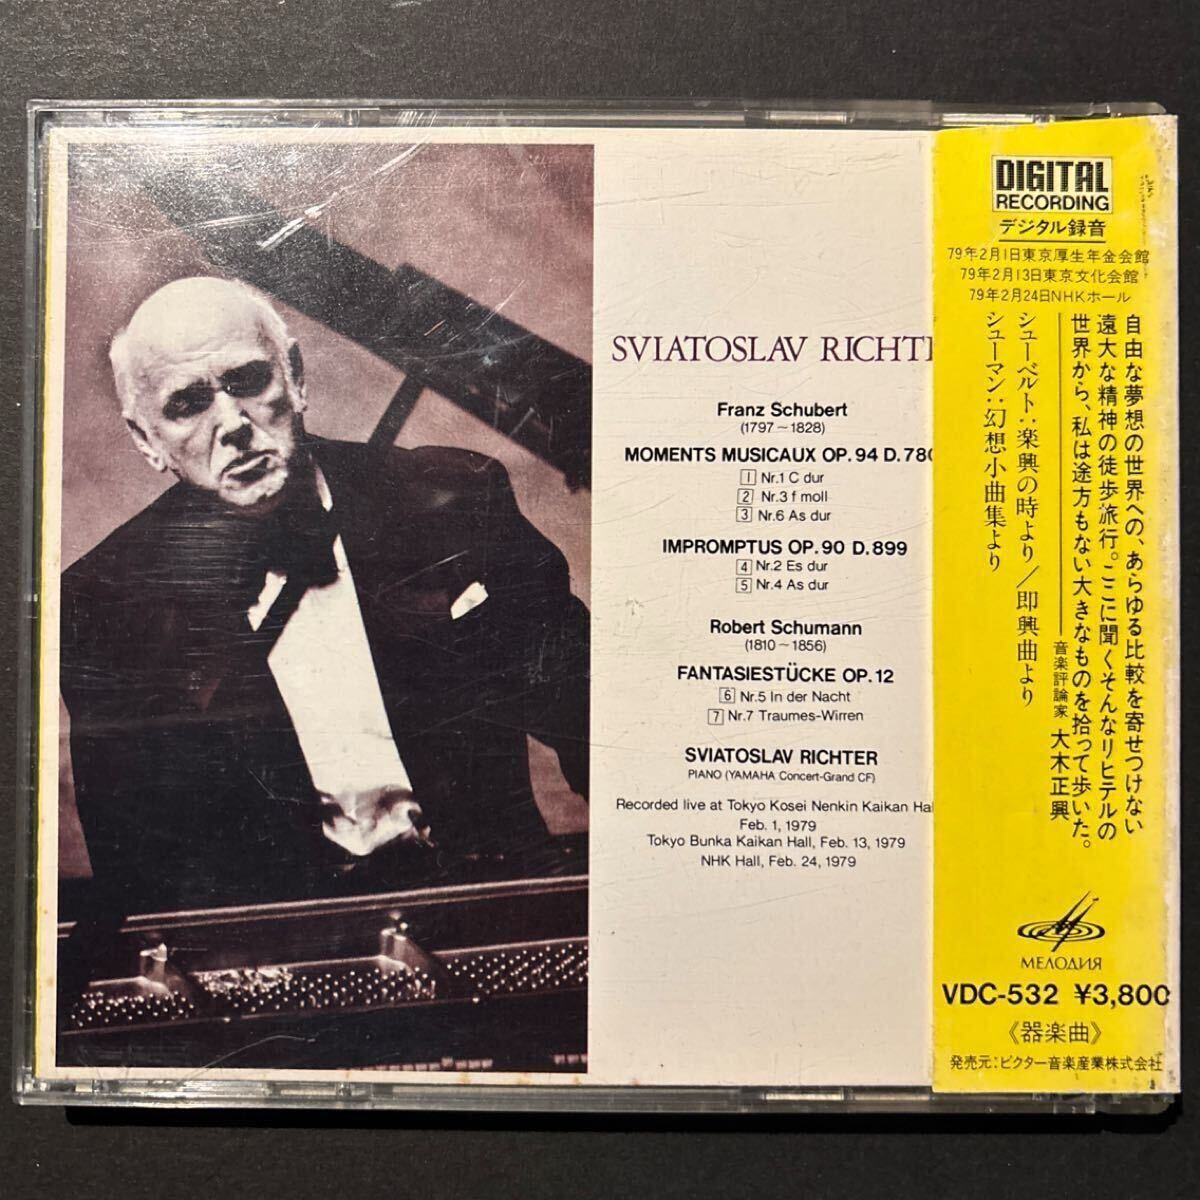 SVIATOSLAV RICHT
Franz Schubert
(1797~1828)
MOMENTS MUSICAUX OP. 94 D. 780
1 Nr.1 C dur
2 Nr.3 f moll
3 Nr.6 As dur
IMPROMPTUS OP. 90 D. 899
4 Nr.2 Es dur
5 Nr.4 As dur
Robert Schumann
(1810~1856)
FANTASIESTÜCKE OP. 12
6 Nr.5 In der Nacht
7 Nr.7 Traumes-Wirren
SVIATOSLAV RICHTER
PIANO (YAMAHA Concert-Grand CF)
Recorded live at Tokyo Kosei Nenkin Kaikan Hal
Feb. 1, 1979
Tokyo Bunka Kaikan Hall, Feb. 13, 1979
NHK Hall, Feb. 24, 1979
DIGITAL
RECORDING
デジタル録音
79年2月1日東京厚生年金会館
79年2月13日東京文化会館
79年2月24日NHKホール
自由な夢想の世界への、あらゆる比較を寄せつけない
遠大な精神の徒歩旅行。ここに聞くそんなリヒテルの
世界から、私は途方もない大きなものを拾って歩いた。
音楽評論家 大木正興
シューベルト:楽興の時より/即興曲より
シューマン:幻想小曲集より
МЕЛОДИЯ
VDC-532 ¥3,800
《器楽曲》
発売元:ビクター音楽産業株式会社